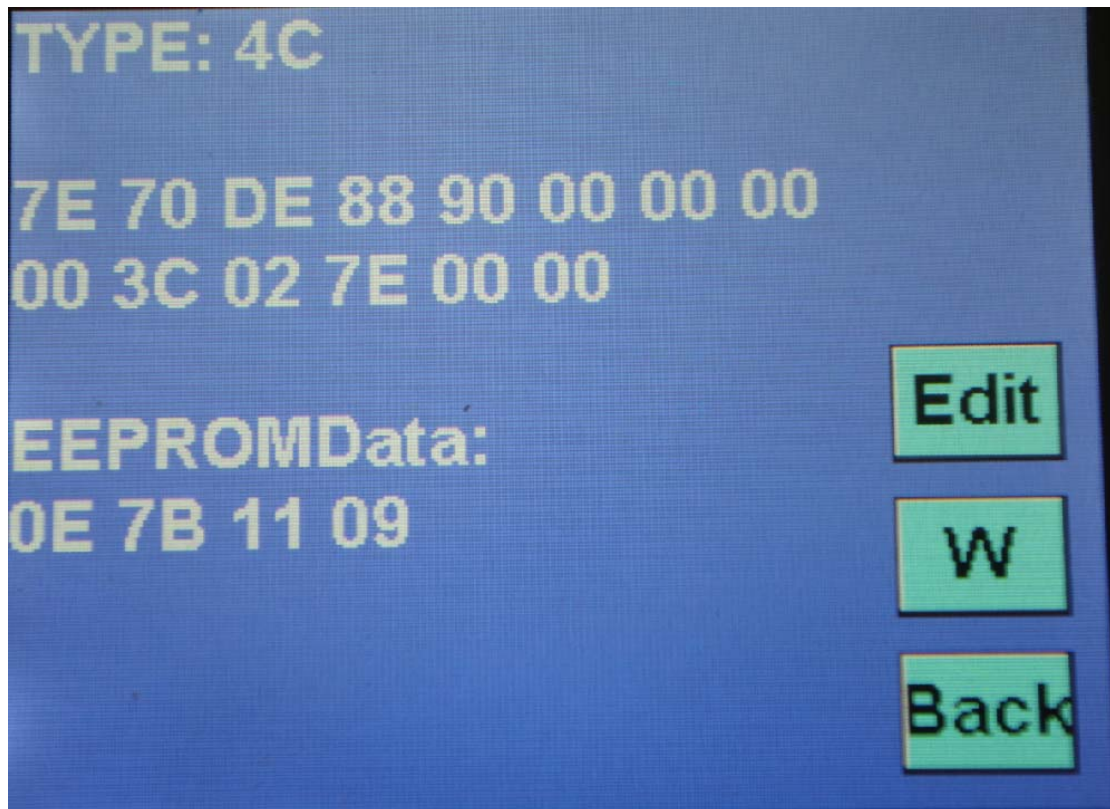 TYPE: 4C
7E 70 DE 88 90 00 00 00
00 3C 02 7E 00 00
EEPROMData:
0E 7B 11 09
Edit
W
Back